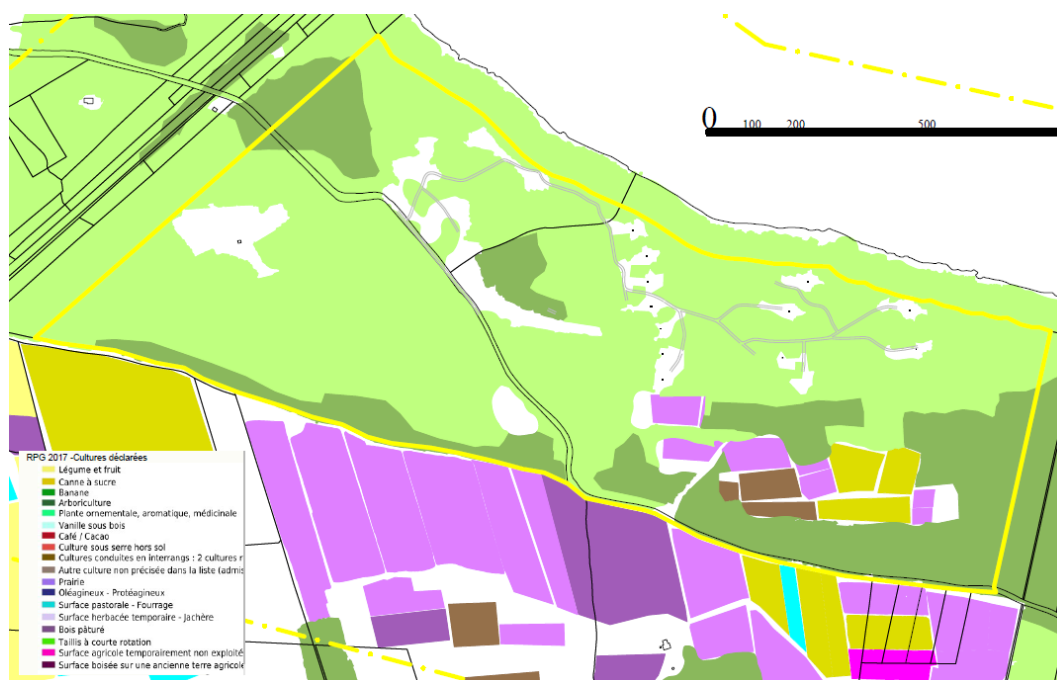 0 100 200 500
RPG 2017 -Cultures déclarées
Légume et fruit
Canne à sucre
Banane
Arboriculture
Plante ornementale, aromatique, médicinale
Vanille sous bois
Café / Cacao
Culture sous serre hors sol
Cultures conduites en interrangs : 2 cultures r
Autre culture non précisée dans la liste (admis
Prairie
Oléagineux - Protéagineux
Surface pastorale - Fourrage
Surface herbacée temporaire - Jachère
Bois pâturé
Taillis à courte rotation
Surface agricole temporairement non exploité
Surface boisée sur une ancienne terre agricole